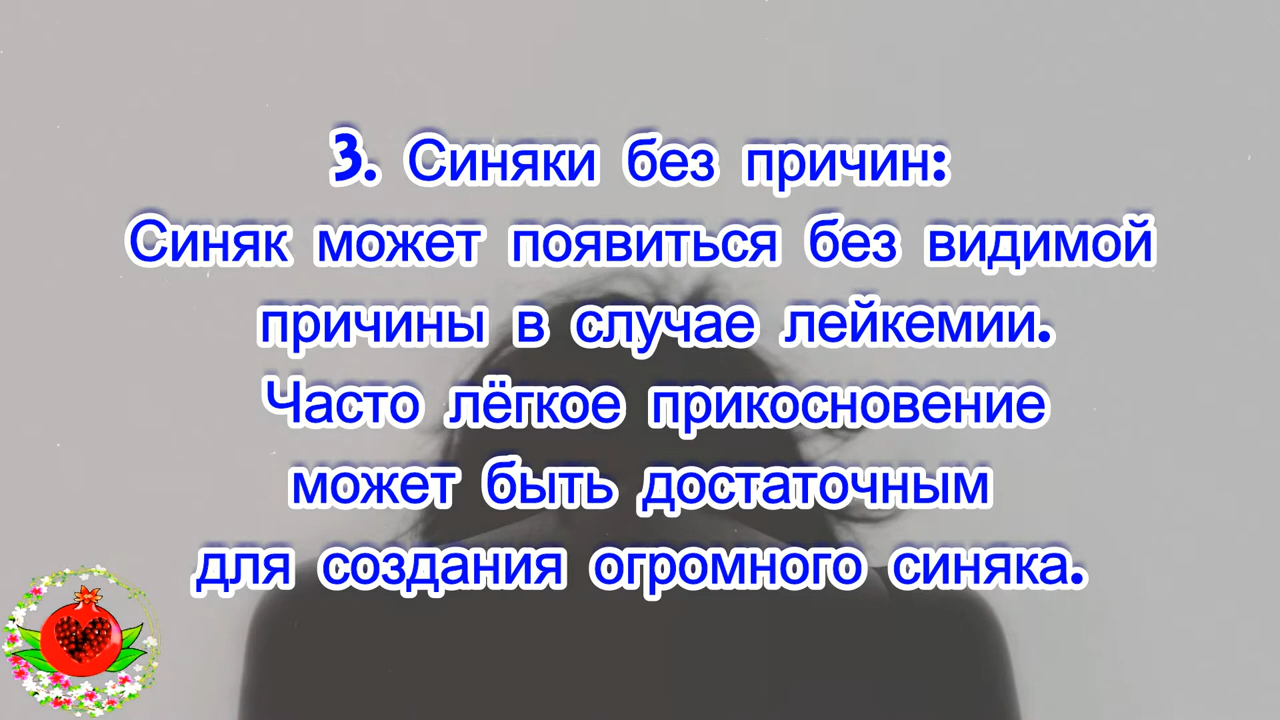 3. Синяки без причин:
Синяк может появиться без видимой
причины в случае лейкемии.
Часто лёгкое прикосновение
может быть достаточным
для создания огромного синяка.